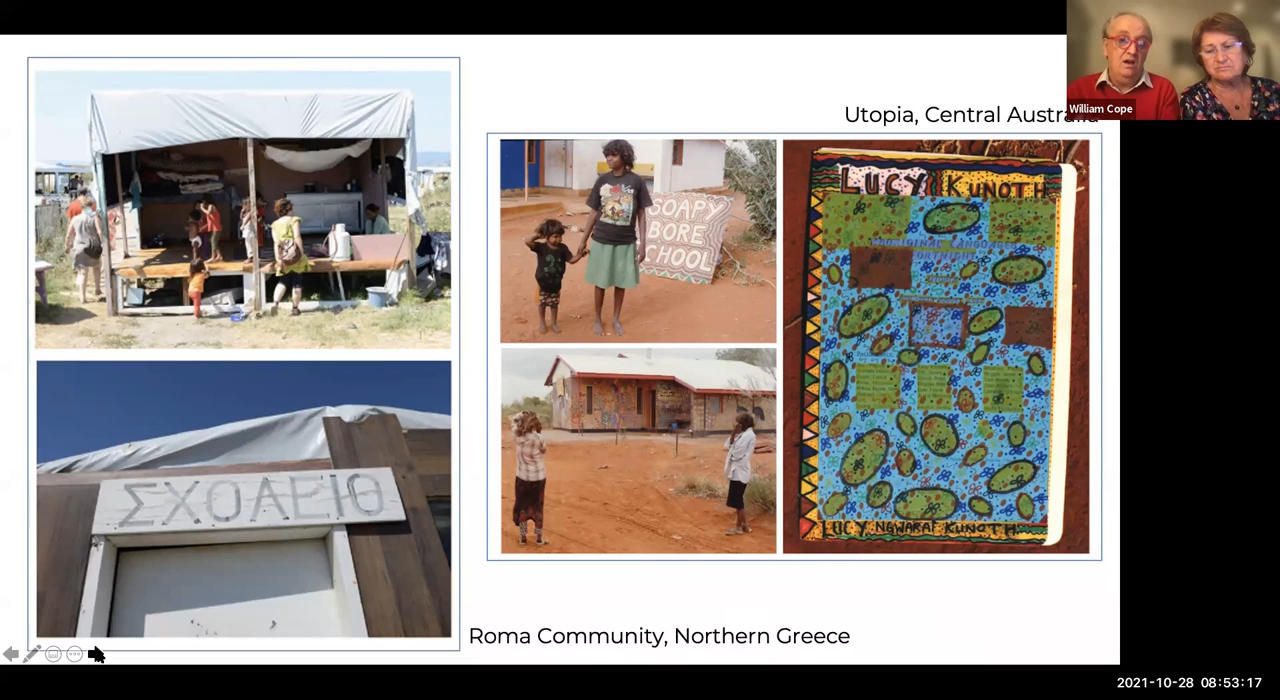 William Cope
Utopia, Central Australia
SOAPY
BORE
CHOOL
LUCY KUNOTH
LUCY NGWARAI KUNOTH
ΣΧΟΛΕΙΟ
Roma Community, Northern Greece
2021-10-28 08:53:17